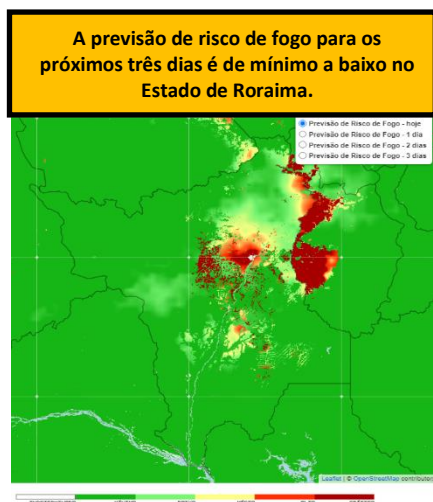 A previsão de risco de fogo para os
próximos três dias é de mínimo a baixo no
Estado de Roraima.
Previsão de Risco de Fogo - hoje
Previsão de Risco de Fogo - 1 dia
Previsão de Risco de Fogo - 2 dias
Previsão de Risco de Fogo - 3 dias
Leaflet | © OpenStreetMap contributors